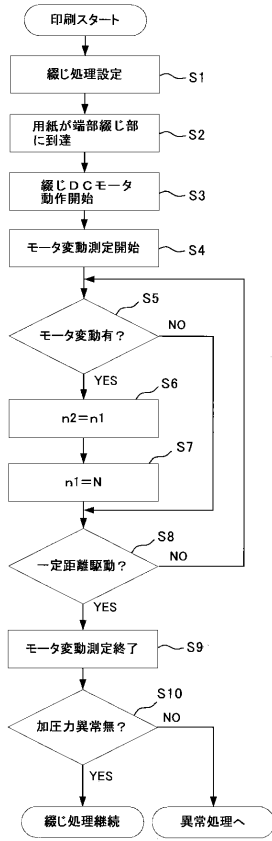 印刷スタート
綴じ処理設定
S1
用紙が端部綴じ部
に到達
S2
綴じDCモータ
動作開始
S3
モータ変動測定開始
S4
S5
モータ変動有?
NO
YES
S6
n2=n1
S7
n1=N
S8
一定距離駆動?
NO
YES
モータ変動測定終了
S9
S10
加圧力異常無?
NO
YES
綴じ処理継続
異常処理へ